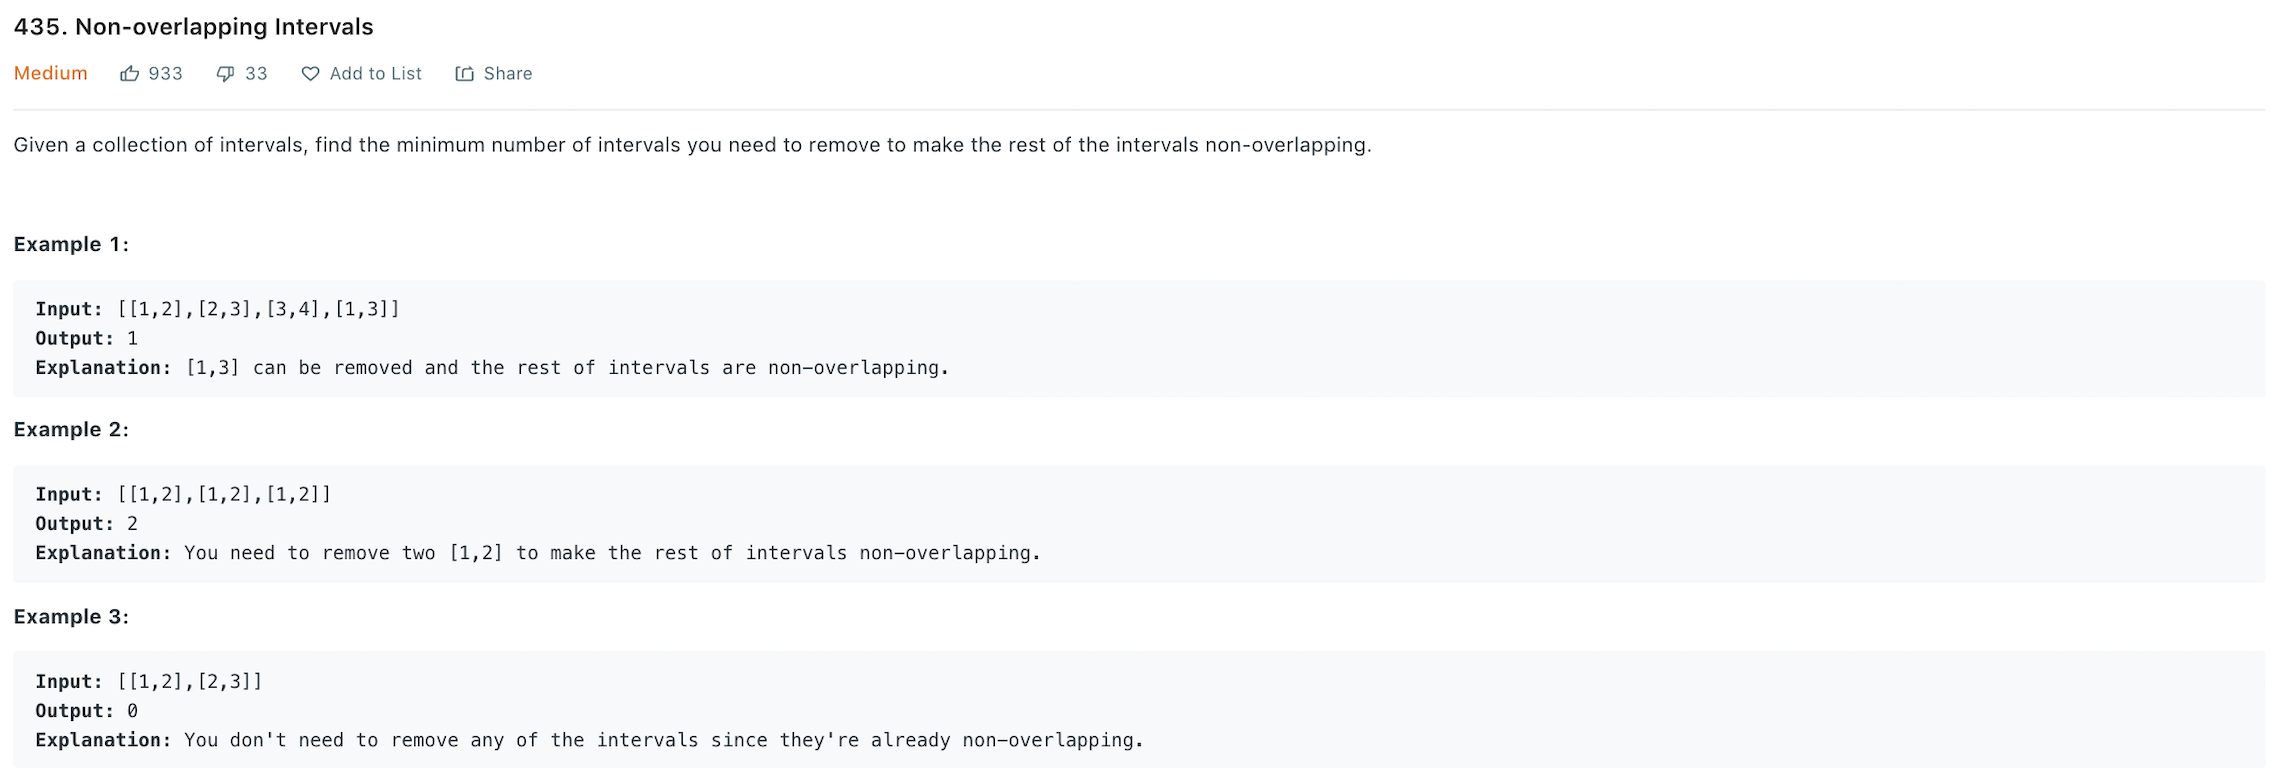 435. Non-overlapping Intervals
Medium 933 33 Add to List Share
Given a collection of intervals, find the minimum number of intervals you need to remove to make the rest of the intervals non-overlapping.
Example 1:
Input: [[1,2],[2,3],[3,4],[1,3]]
Output: 1
Explanation: [1,3] can be removed and the rest of intervals are non-overlapping.
Example 2:
Input: [[1,2],[1,2],[1,2]]
Output: 2
Explanation: You need to remove two [1,2] to make the rest of intervals non-overlapping.
Example 3:
Input: [[1,2],[2,3]]
Output: 0
Explanation: You don't need to remove any of the intervals since they're already non-overlapping.